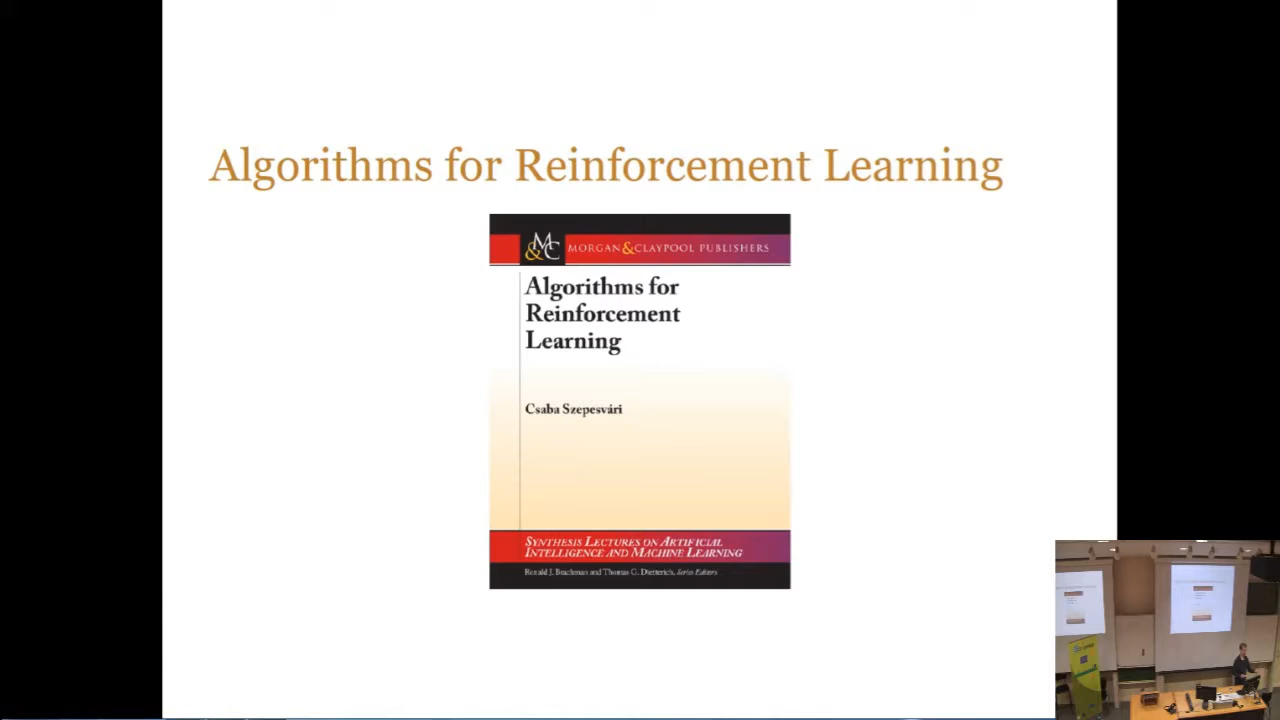 Algorithms for Reinforcement Learning
M&C MORGAN&CLAYPOOL PUBLISHERS
Algorithms for
Reinforcement
Learning
Csaba Szepesvári
SYNTHESIS LECTURES ON ARTIFICIAL
INTELLIGENCE AND MACHINE LEARNING
Ronald J. Brachman and Thomas G. Dietterich, Series Editors